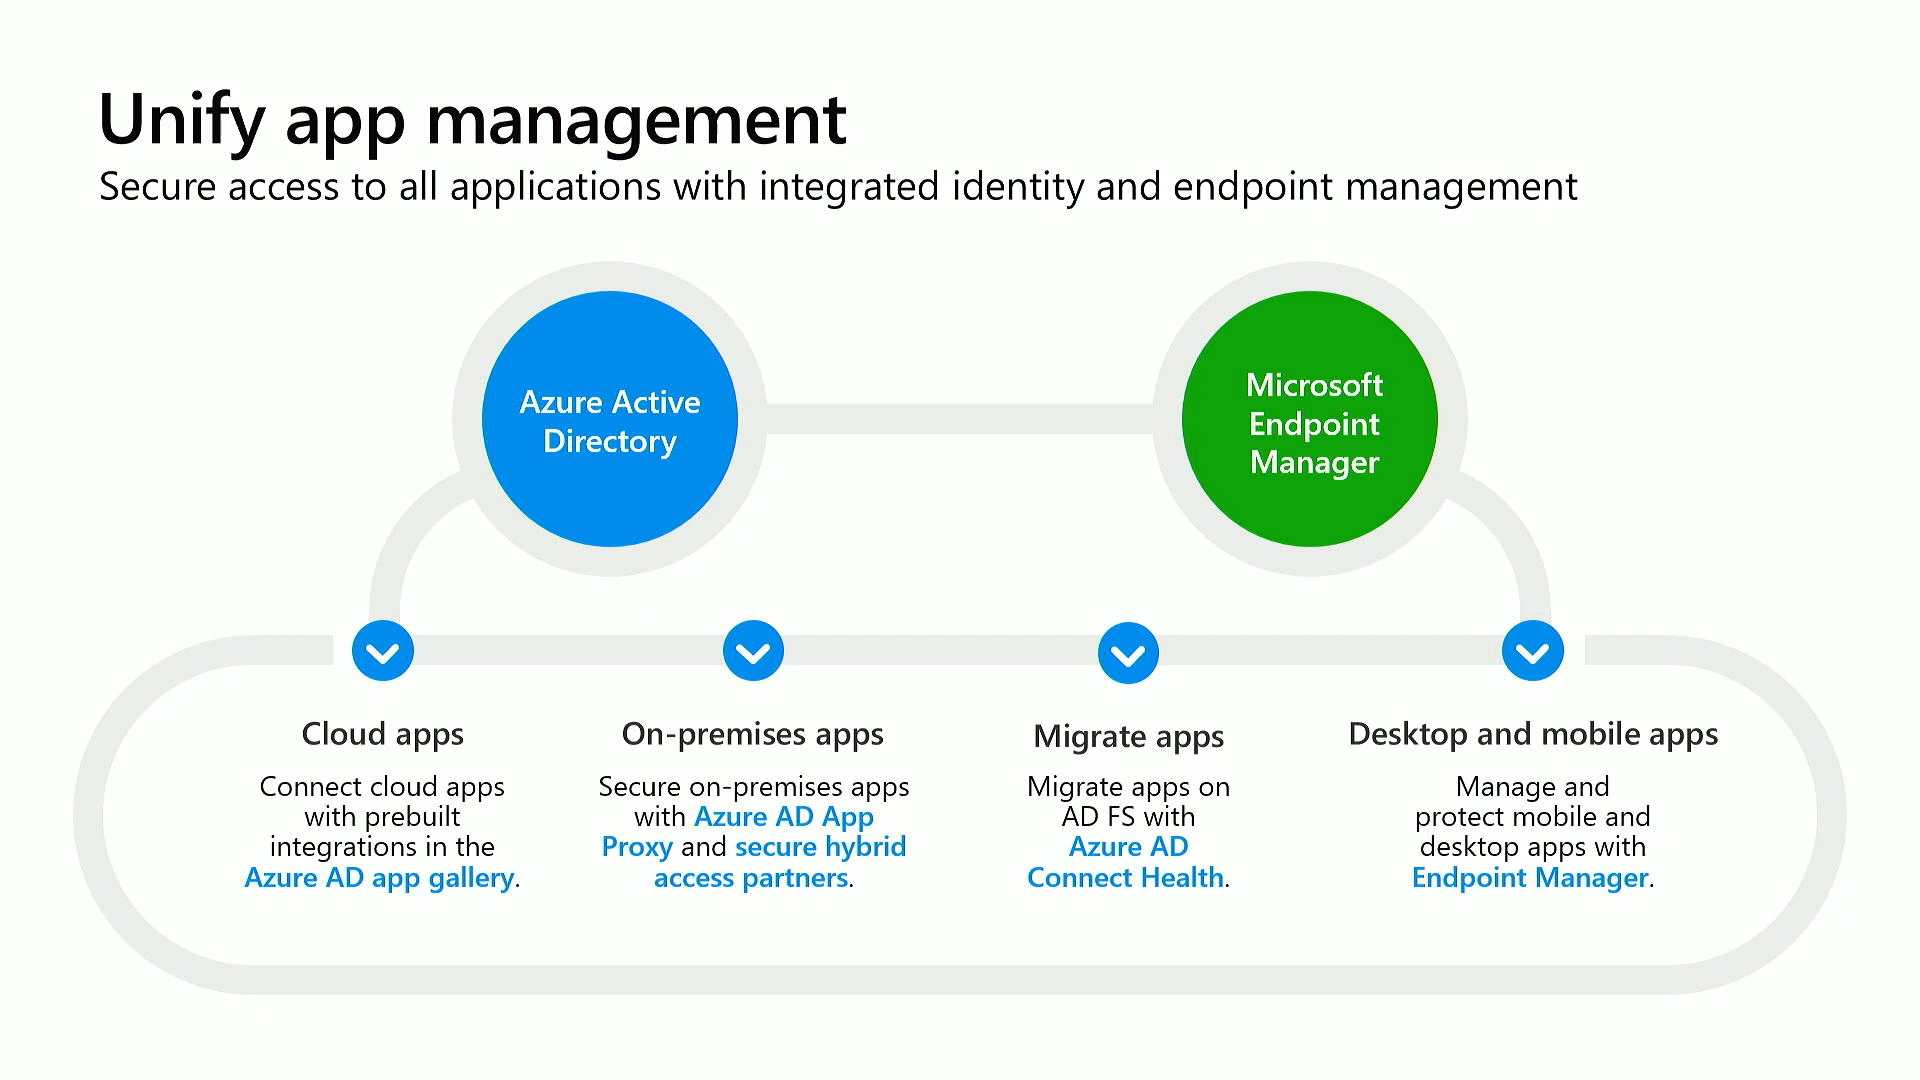 Unify app management
Secure access to all applications with integrated identity and endpoint management
Azure Active
Directory
Microsoft
Endpoint
Manager
Cloud apps
Connect cloud apps
with prebuilt
integrations in the
Azure AD app gallery.
On-premises apps
Secure on-premises apps
with Azure AD App
Proxy and secure hybrid
access partners.
Migrate apps
Migrate apps on
AD FS with
Azure AD
Connect Health.
Desktop and mobile apps
Manage and
protect mobile and
desktop apps with
Endpoint Manager.